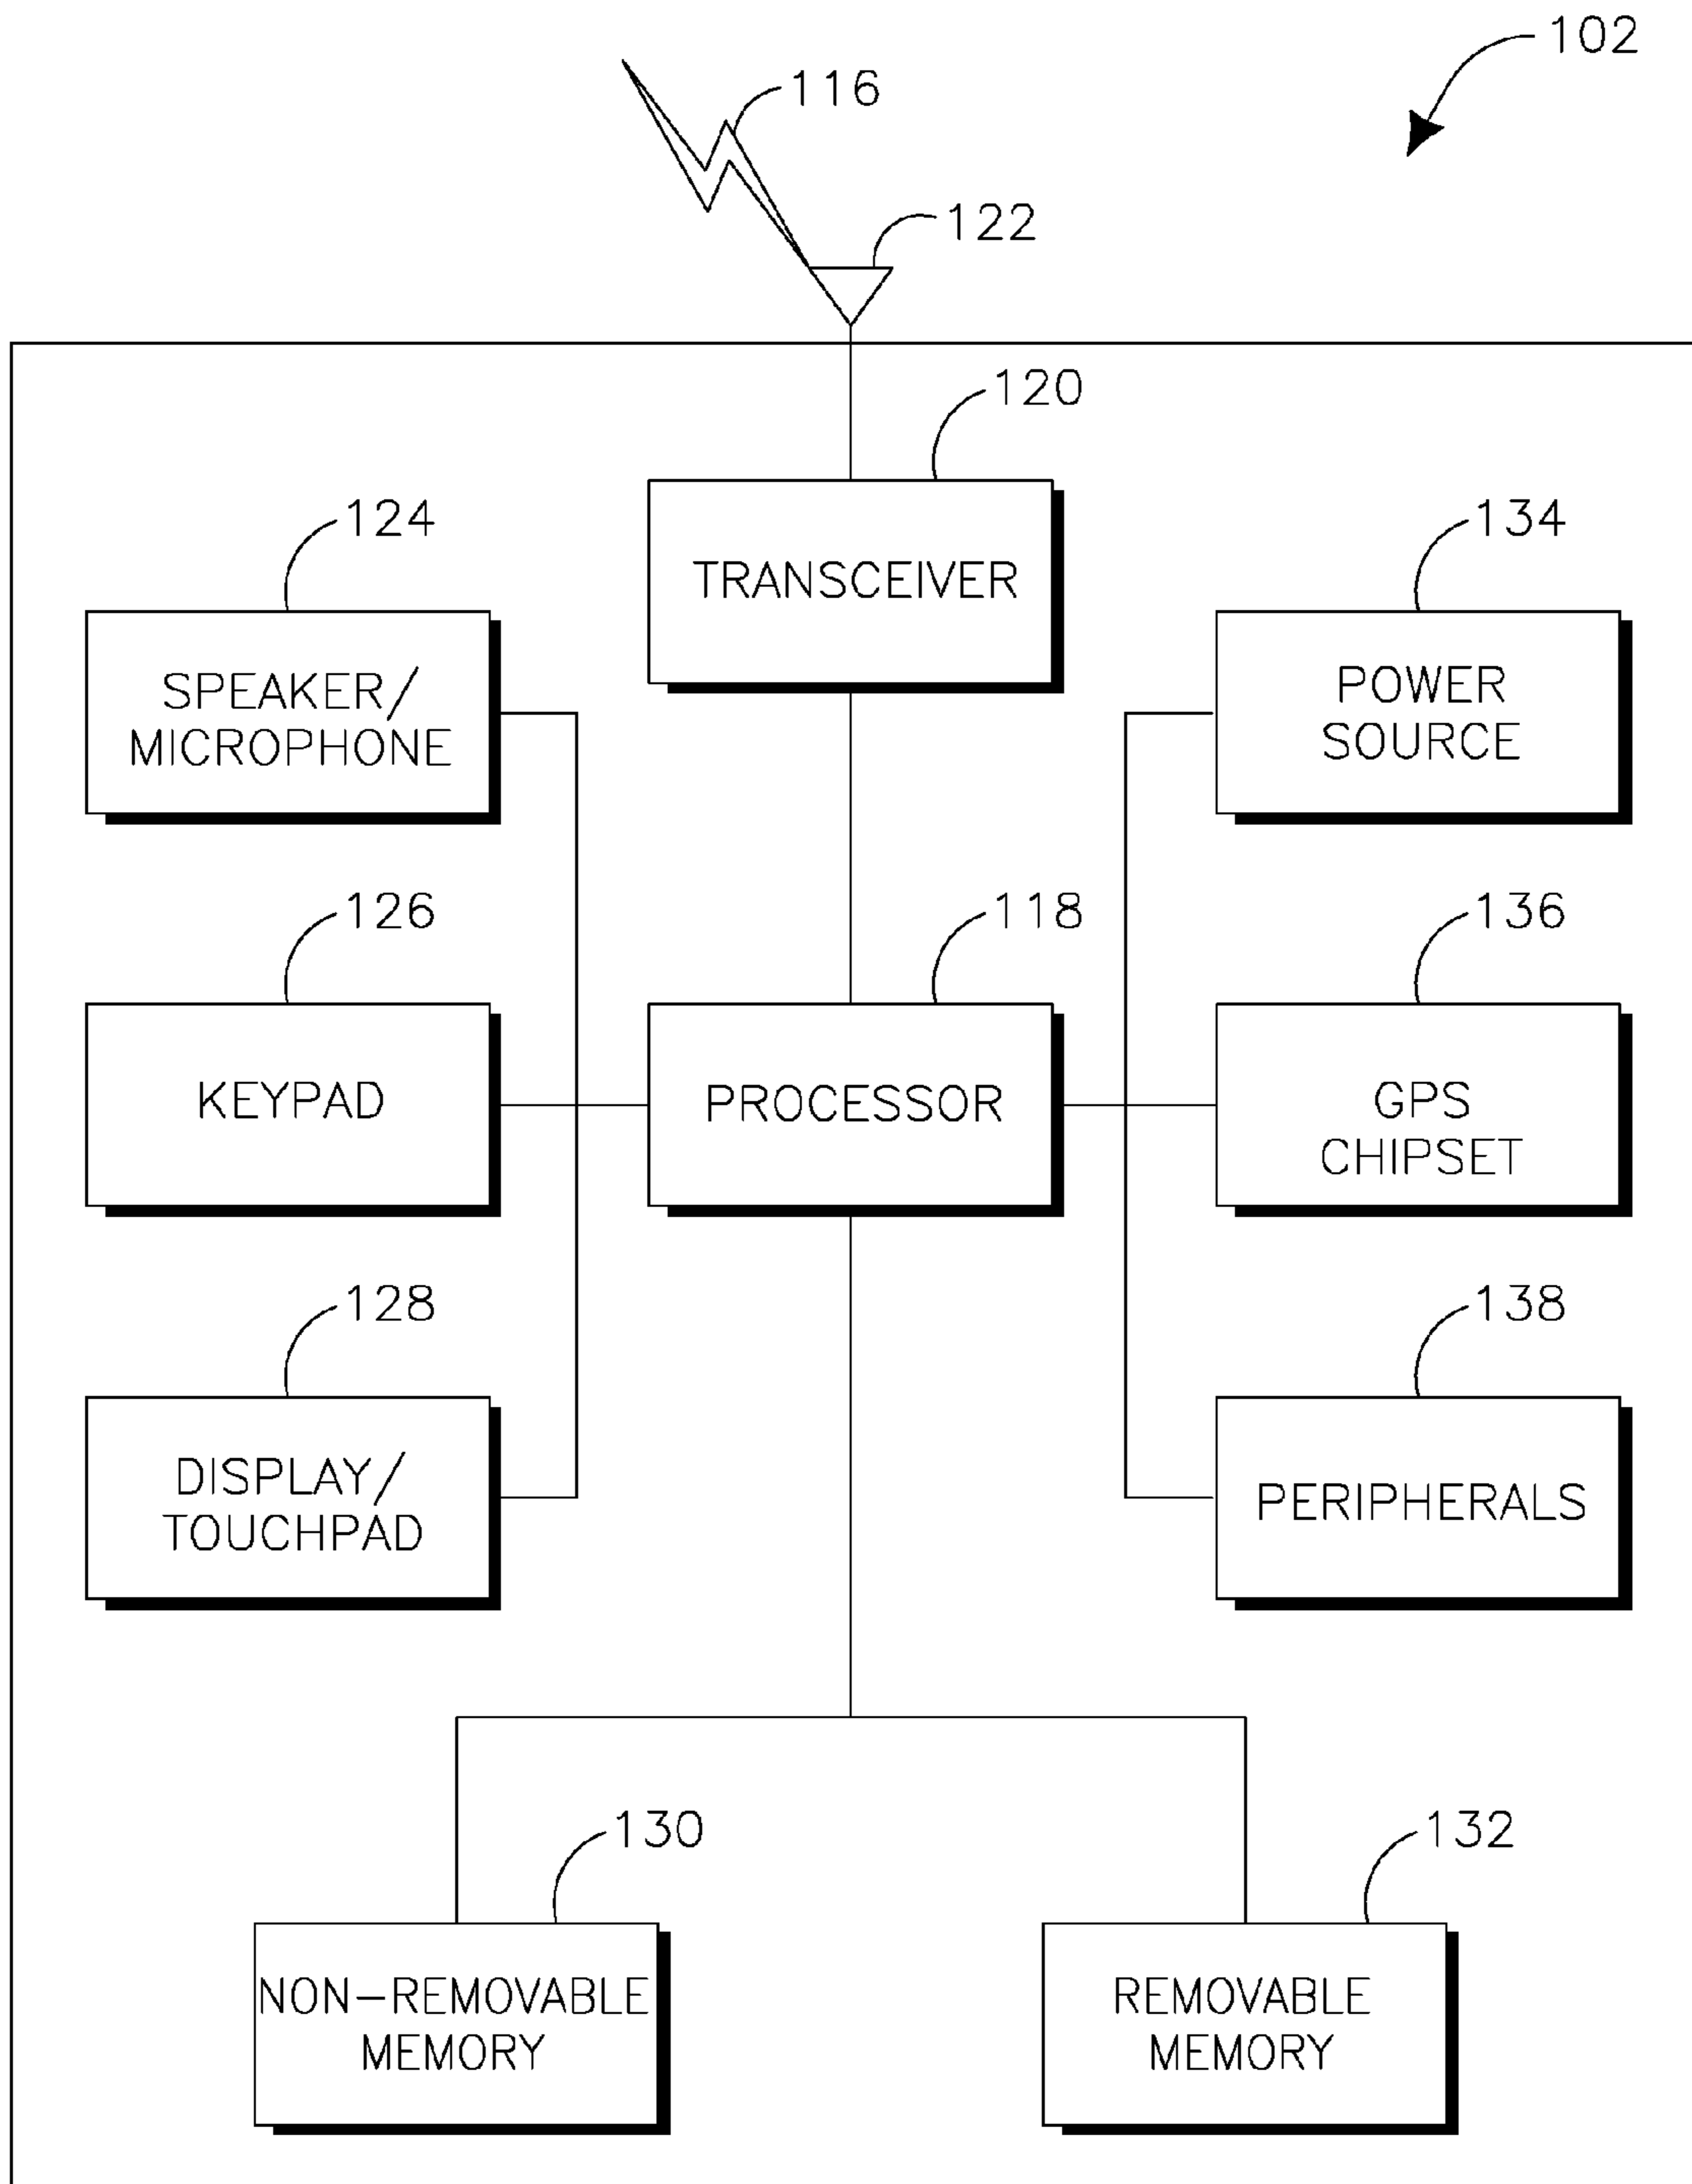 102
116
122
120
TRANSCEIVER
124
SPEAKER/
MICROPHONE
134
POWER
SOURCE
126
KEYPAD
118
PROCESSOR
136
GPS
CHIPSET
128
DISPLAY/
TOUCHPAD
138
PERIPHERALS
130
NON-REMOVABLE
MEMORY
132
REMOVABLE
MEMORY